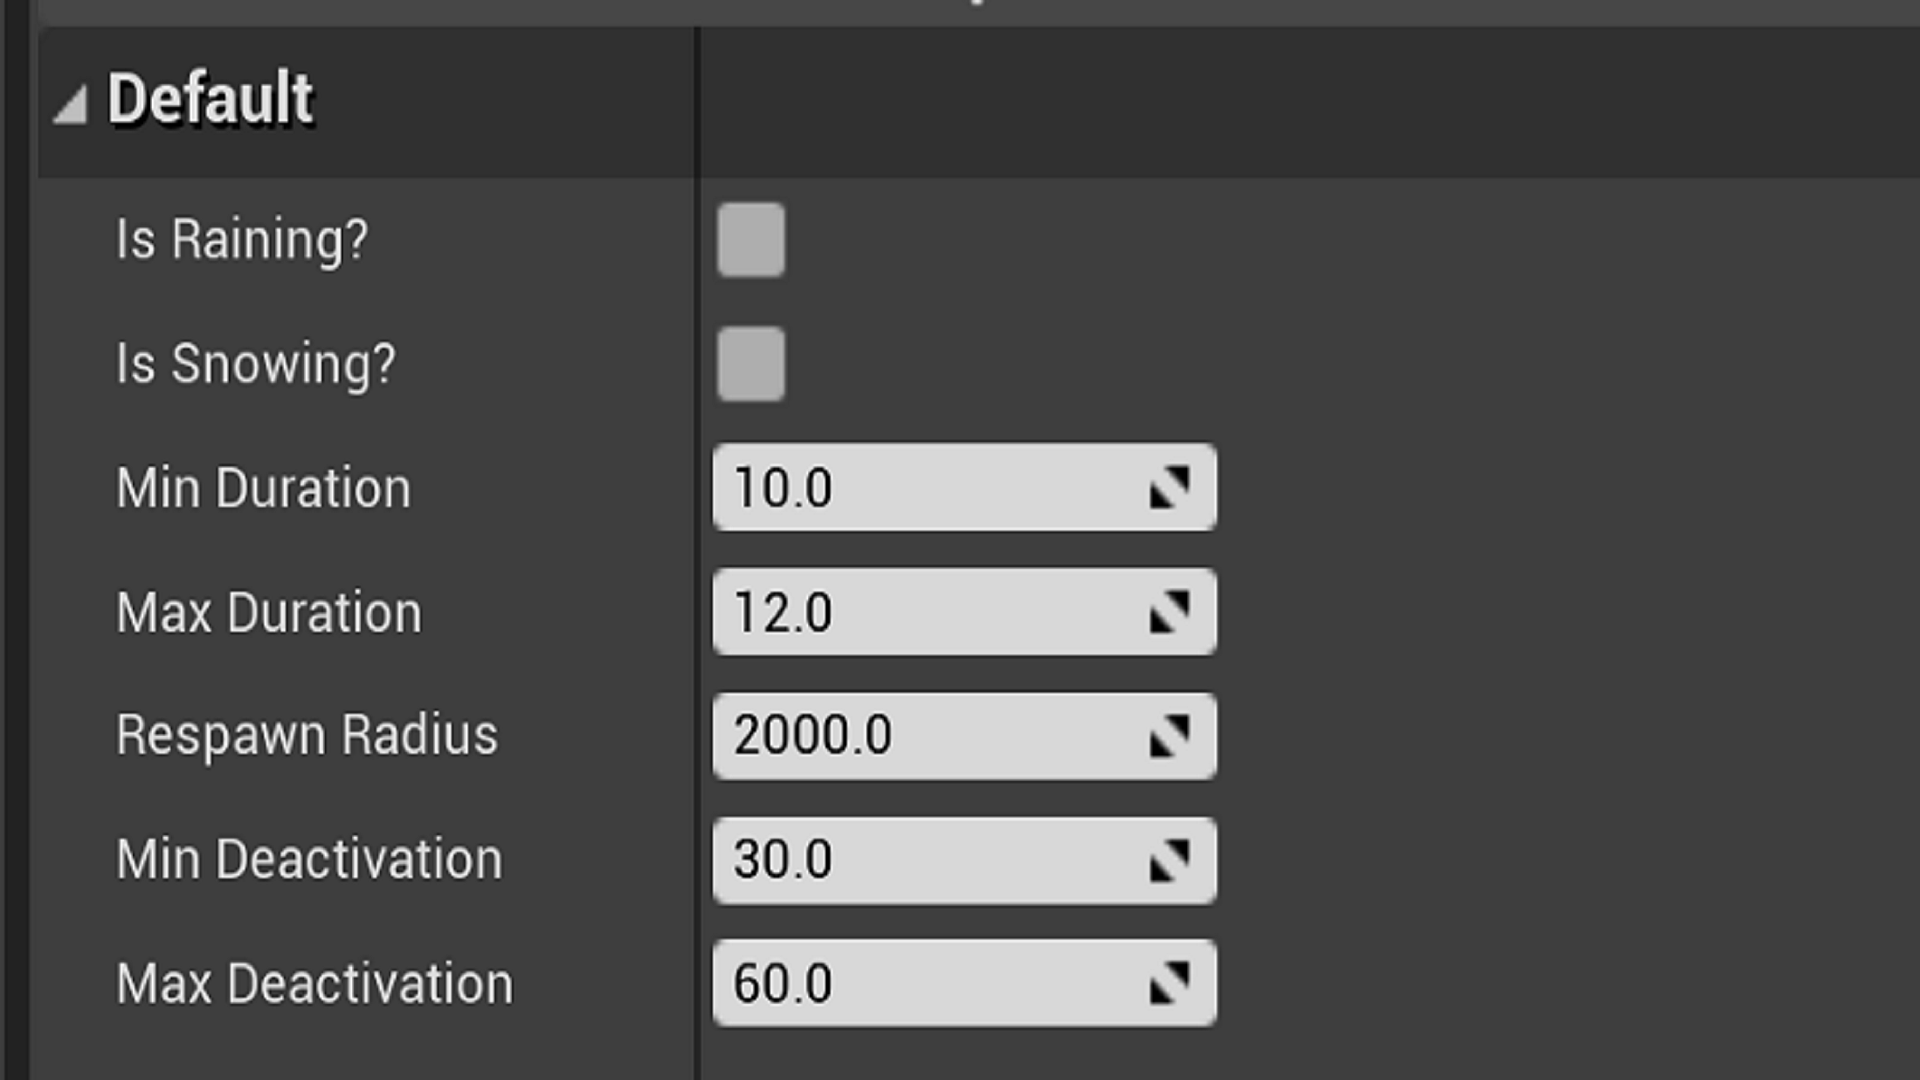 Default
Is Raining?
Is Snowing?
Min Duration 10.0
Max Duration 12.0
Respawn Radius 2000.0
Min Deactivation 30.0
Max Deactivation 60.0